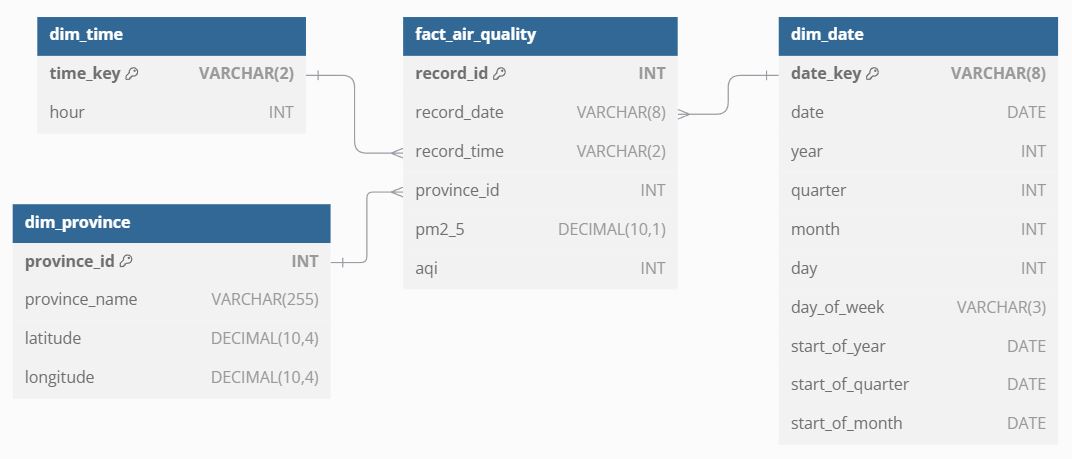 dim_time
time_key VARCHAR(2)
hour INT
dim_province
province_id INT
province_name VARCHAR(255)
latitude DECIMAL(10,4)
longitude DECIMAL(10,4)
fact_air_quality
record_id INT
record_date VARCHAR(8)
record_time VARCHAR(2)
province_id INT
pm2_5 DECIMAL(10,1)
aqi INT
dim_date
date_key VARCHAR(8)
date DATE
year INT
quarter INT
month INT
day INT
day_of_week VARCHAR(3)
start_of_year DATE
start_of_quarter DATE
start_of_month DATE